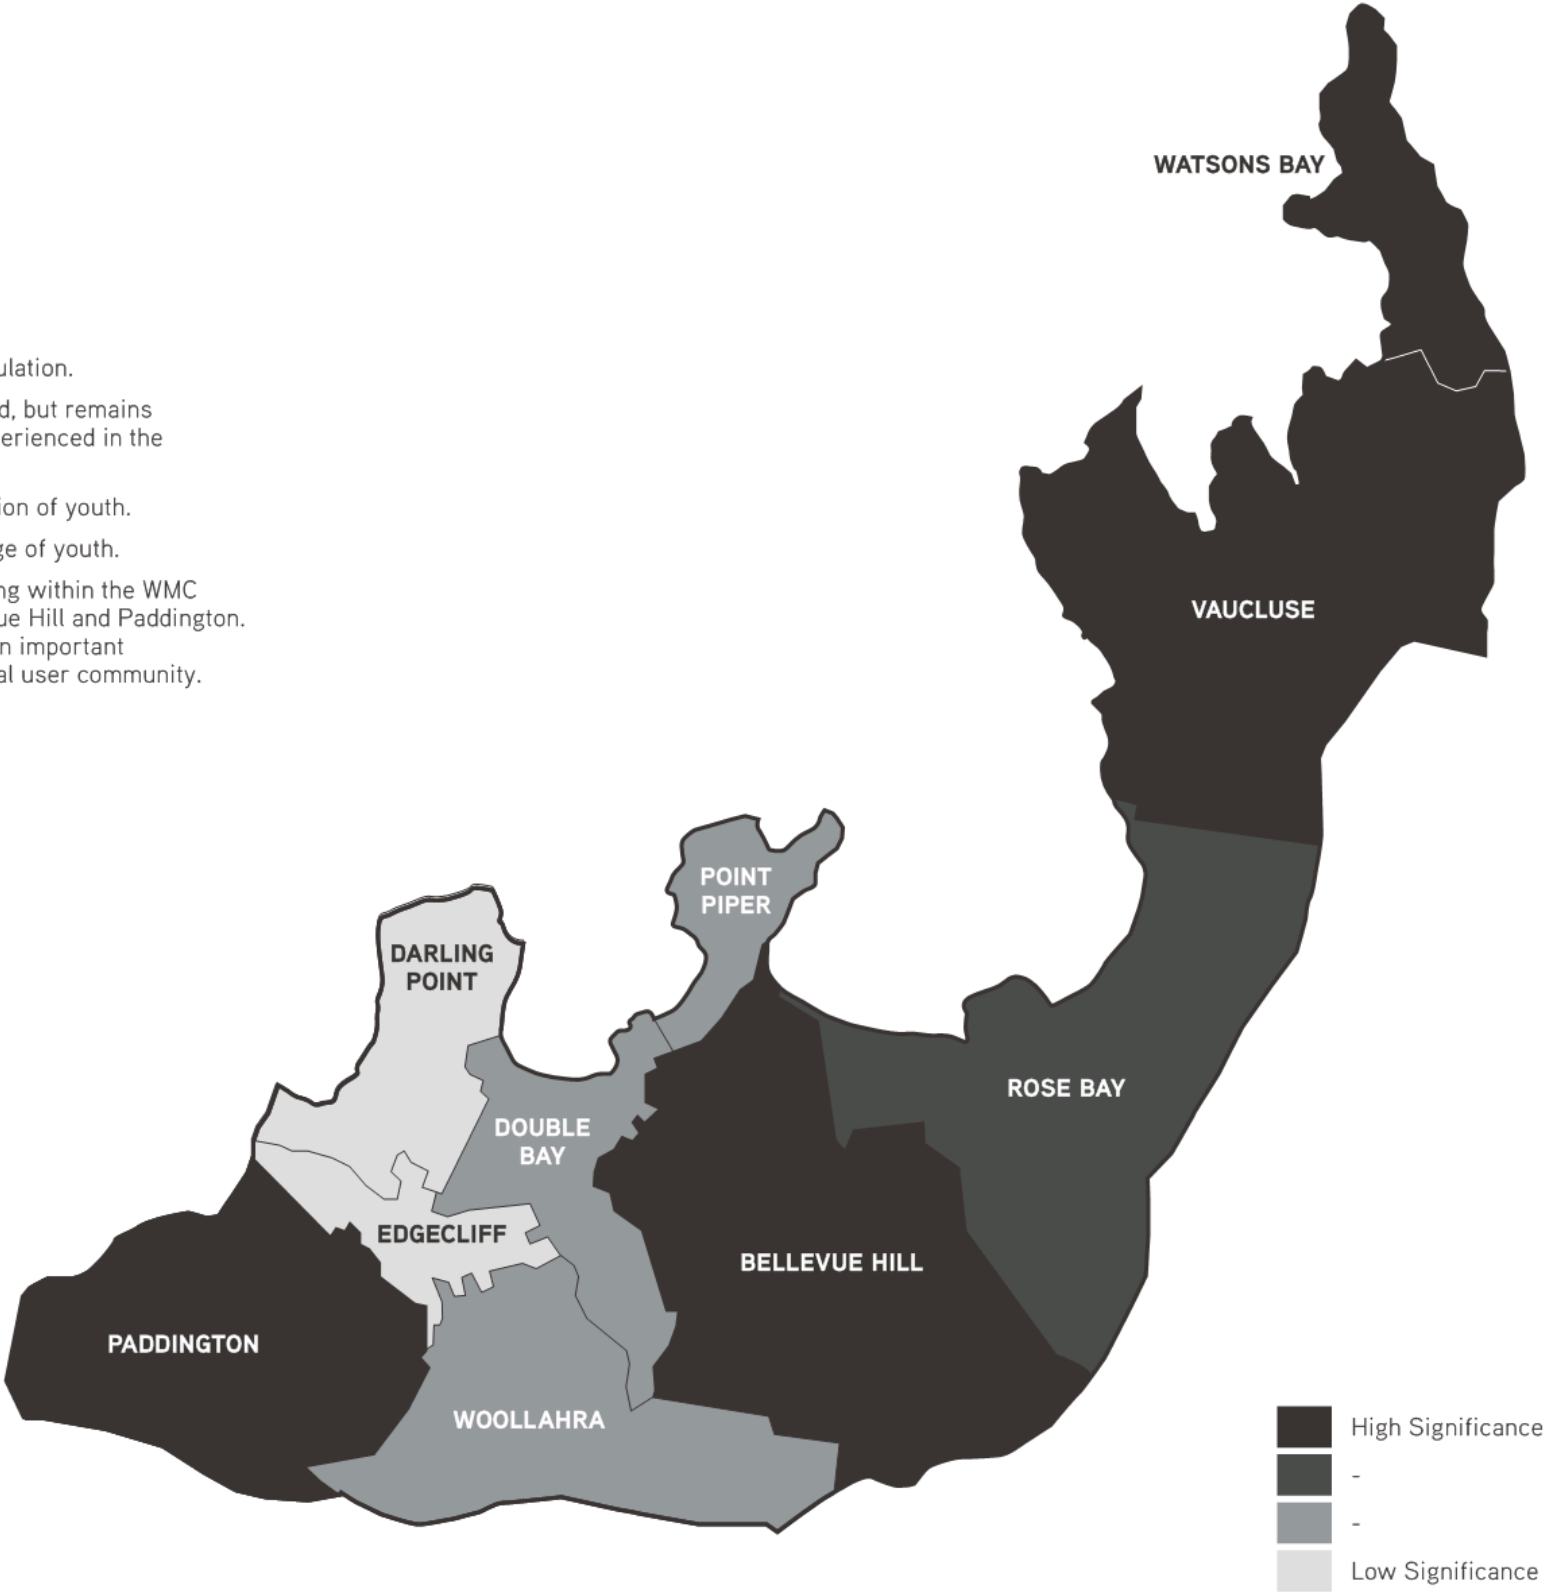 ulation.
d, but remains
erienced in the
ion of youth.
ge of youth.
ng within the WMC
ue Hill and Paddington.
n important
al user community.
WATSONS BAY
VAUCLUSE
POINT
PIPER
DARLING
POINT
ROSE BAY
DOUBLE
BAY
EDGECLIFF
BELLEVUE HILL
PADDINGTON
WOOLLAHRA
High Significance
-
-
Low Significance